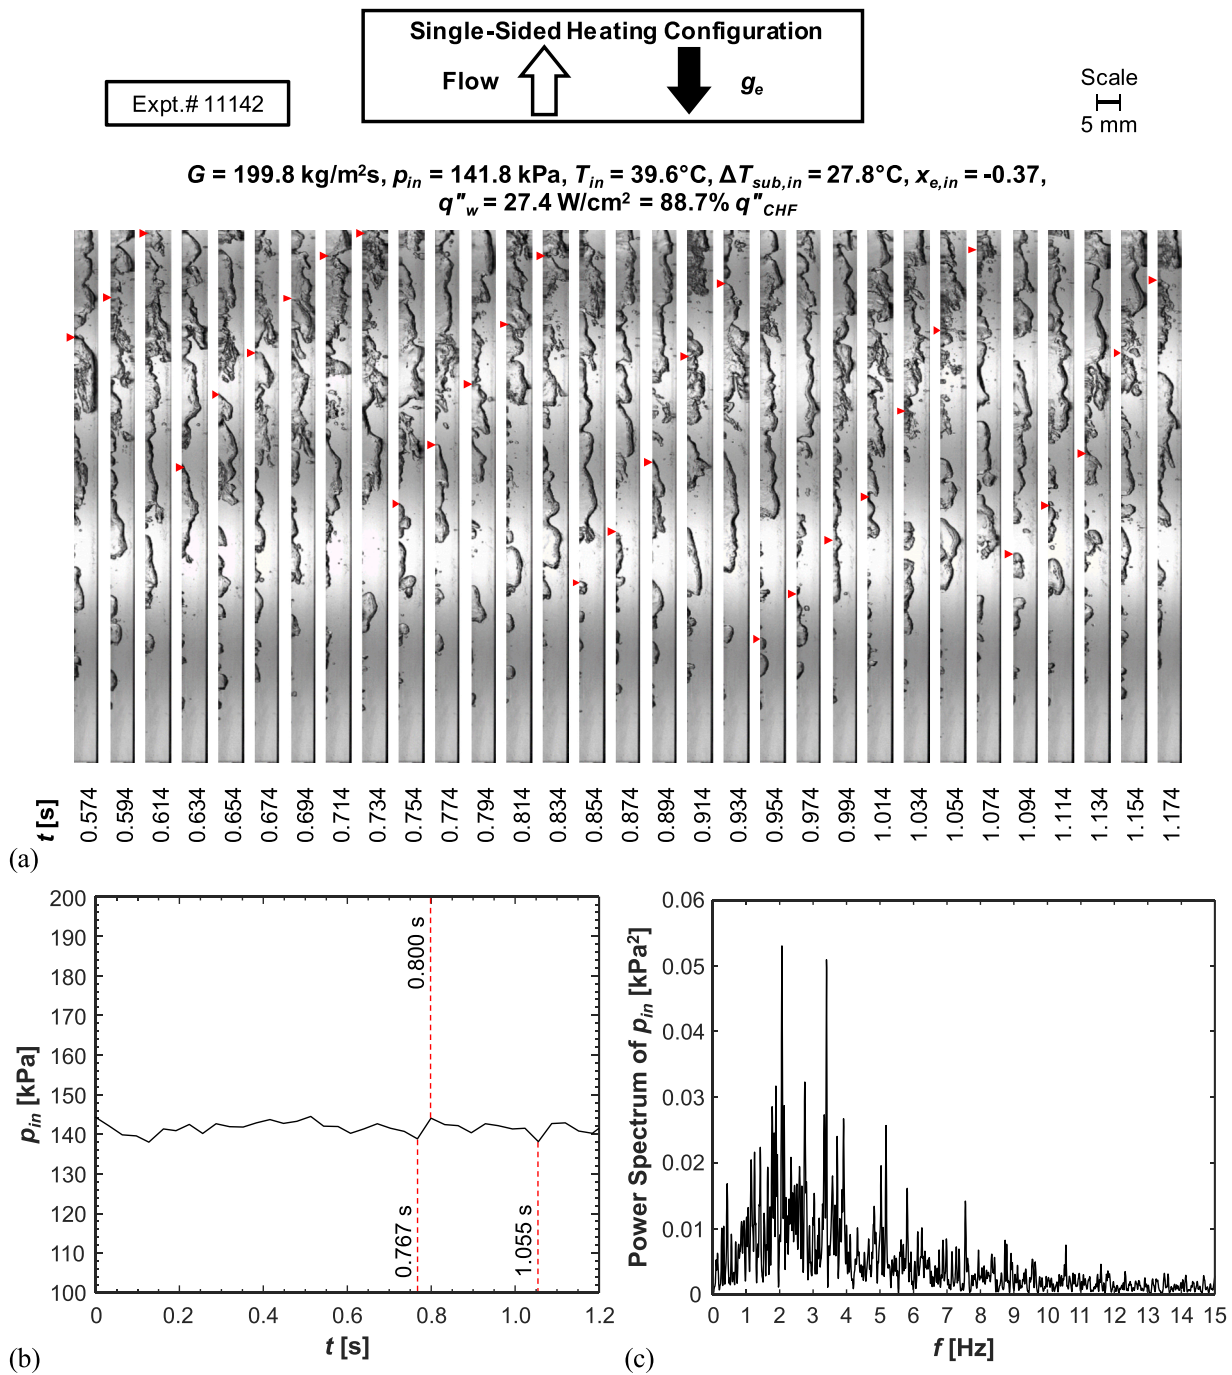 Single-Sided Heating Configuration
Flow
gₑ
Expt.# 11142
Scale
5 mm
G = 199.8 kg/m²s, p_in = 141.8 kPa, T_in = 39.6°C, ΔT_sub,in = 27.8°C, x_e,in = -0.37,
q"_w = 27.4 W/cm² = 88.7% q"_CHF
t [s]
0.574 0.594 0.614 0.634 0.654 0.674 0.694 0.714 0.734 0.754 0.774 0.794 0.814 0.834 0.854 0.874 0.894 0.914 0.934 0.954 0.974 0.994 1.014 1.034 1.054 1.074 1.094 1.114 1.134 1.154 1.174
(a)
p_in [kPa]
200
190
180
170
160
150
140
130
120
110
100
0.800 s
0.767 s
1.055 s
0 0.2 0.4 0.6 0.8 1.0 1.2
t [s]
(b)
Power Spectrum of p_in [kPa²]
0.06
0.05
0.04
0.03
0.02
0.01
0
0 1 2 3 4 5 6 7 8 9 10 11 12 13 14 15
f [Hz]
(c)